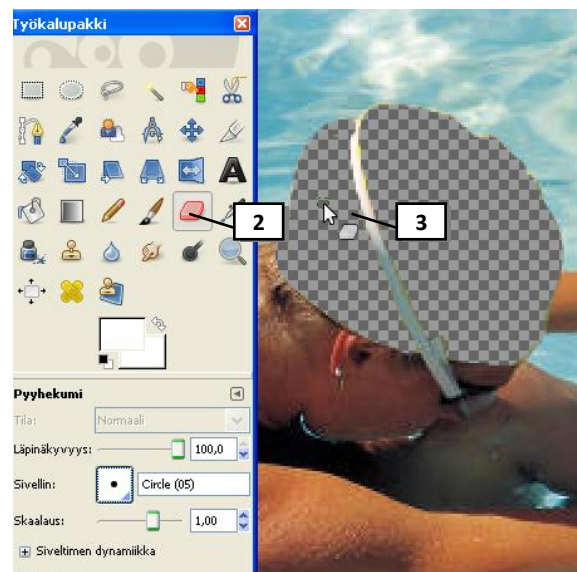 Työkalupakki
A
2
3
Pyyhekumi
Tila:
Normaali
Läpinäkyvyys:
100,0
Sivellin:
Circle (05)
Skaalaus:
1,00
Siveltimen dynamiikka